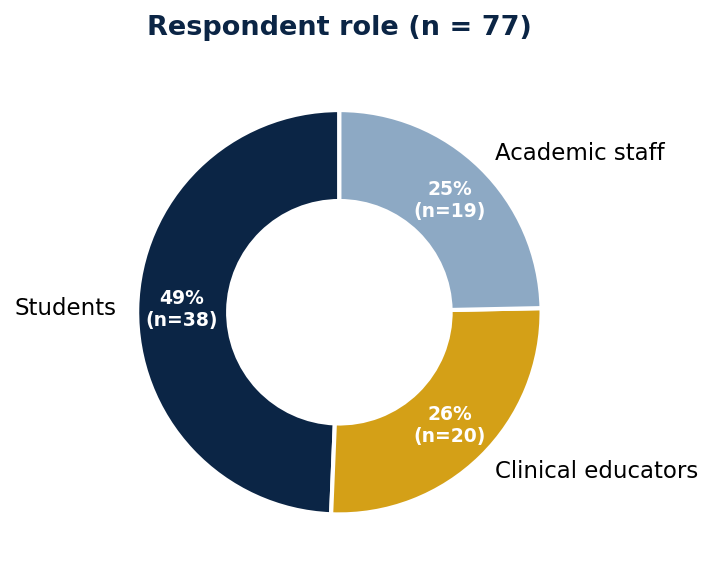 Respondent role (n = 77)
Academic staff
25%
(n=19)
Students
49%
(n=38)
26%
(n=20)
Clinical educators